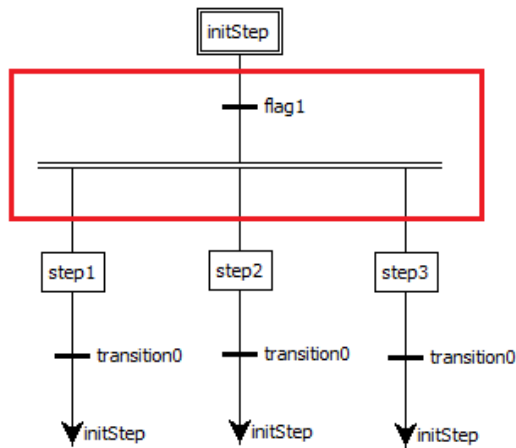 initStep
flag1
step1
step2
step3
transition0
transition0
transition0
initStep
initStep
initStep